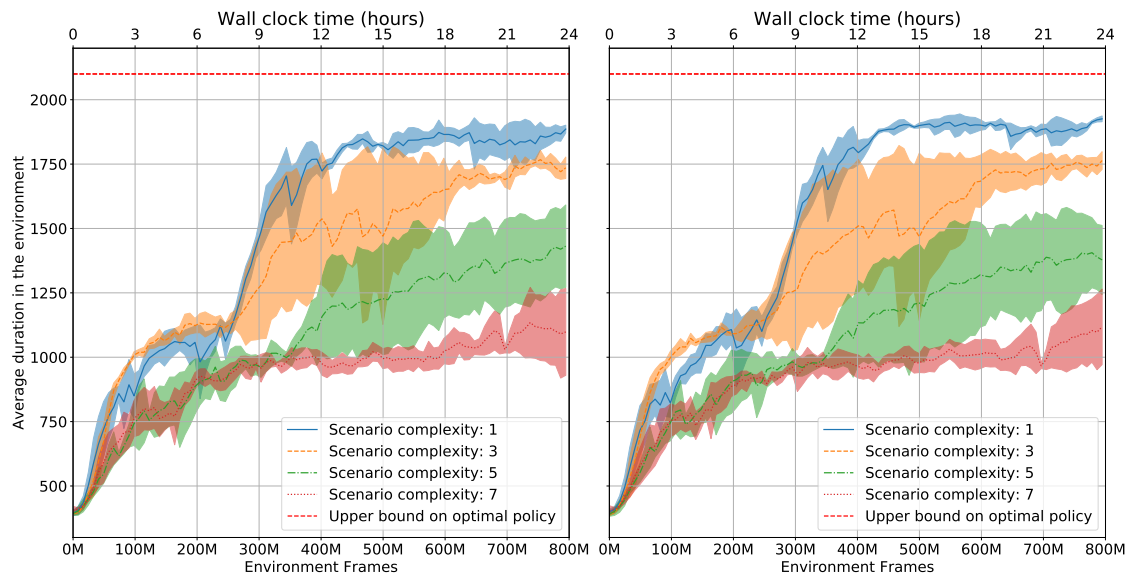 Wall clock time (hours)
0 3 6 9 12 15 18 21 24
Average duration in the environment
2000
1750
1500
1250
1000
750
500
Scenario complexity: 1
Scenario complexity: 3
Scenario complexity: 5
Scenario complexity: 7
Upper bound on optimal policy
0M 100M 200M 300M 400M 500M 600M 700M 800M
Environment Frames
Wall clock time (hours)
0 3 6 9 12 15 18 21 24
Scenario complexity: 1
Scenario complexity: 3
Scenario complexity: 5
Scenario complexity: 7
Upper bound on optimal policy
0M 100M 200M 300M 400M 500M 600M 700M 800M
Environment Frames